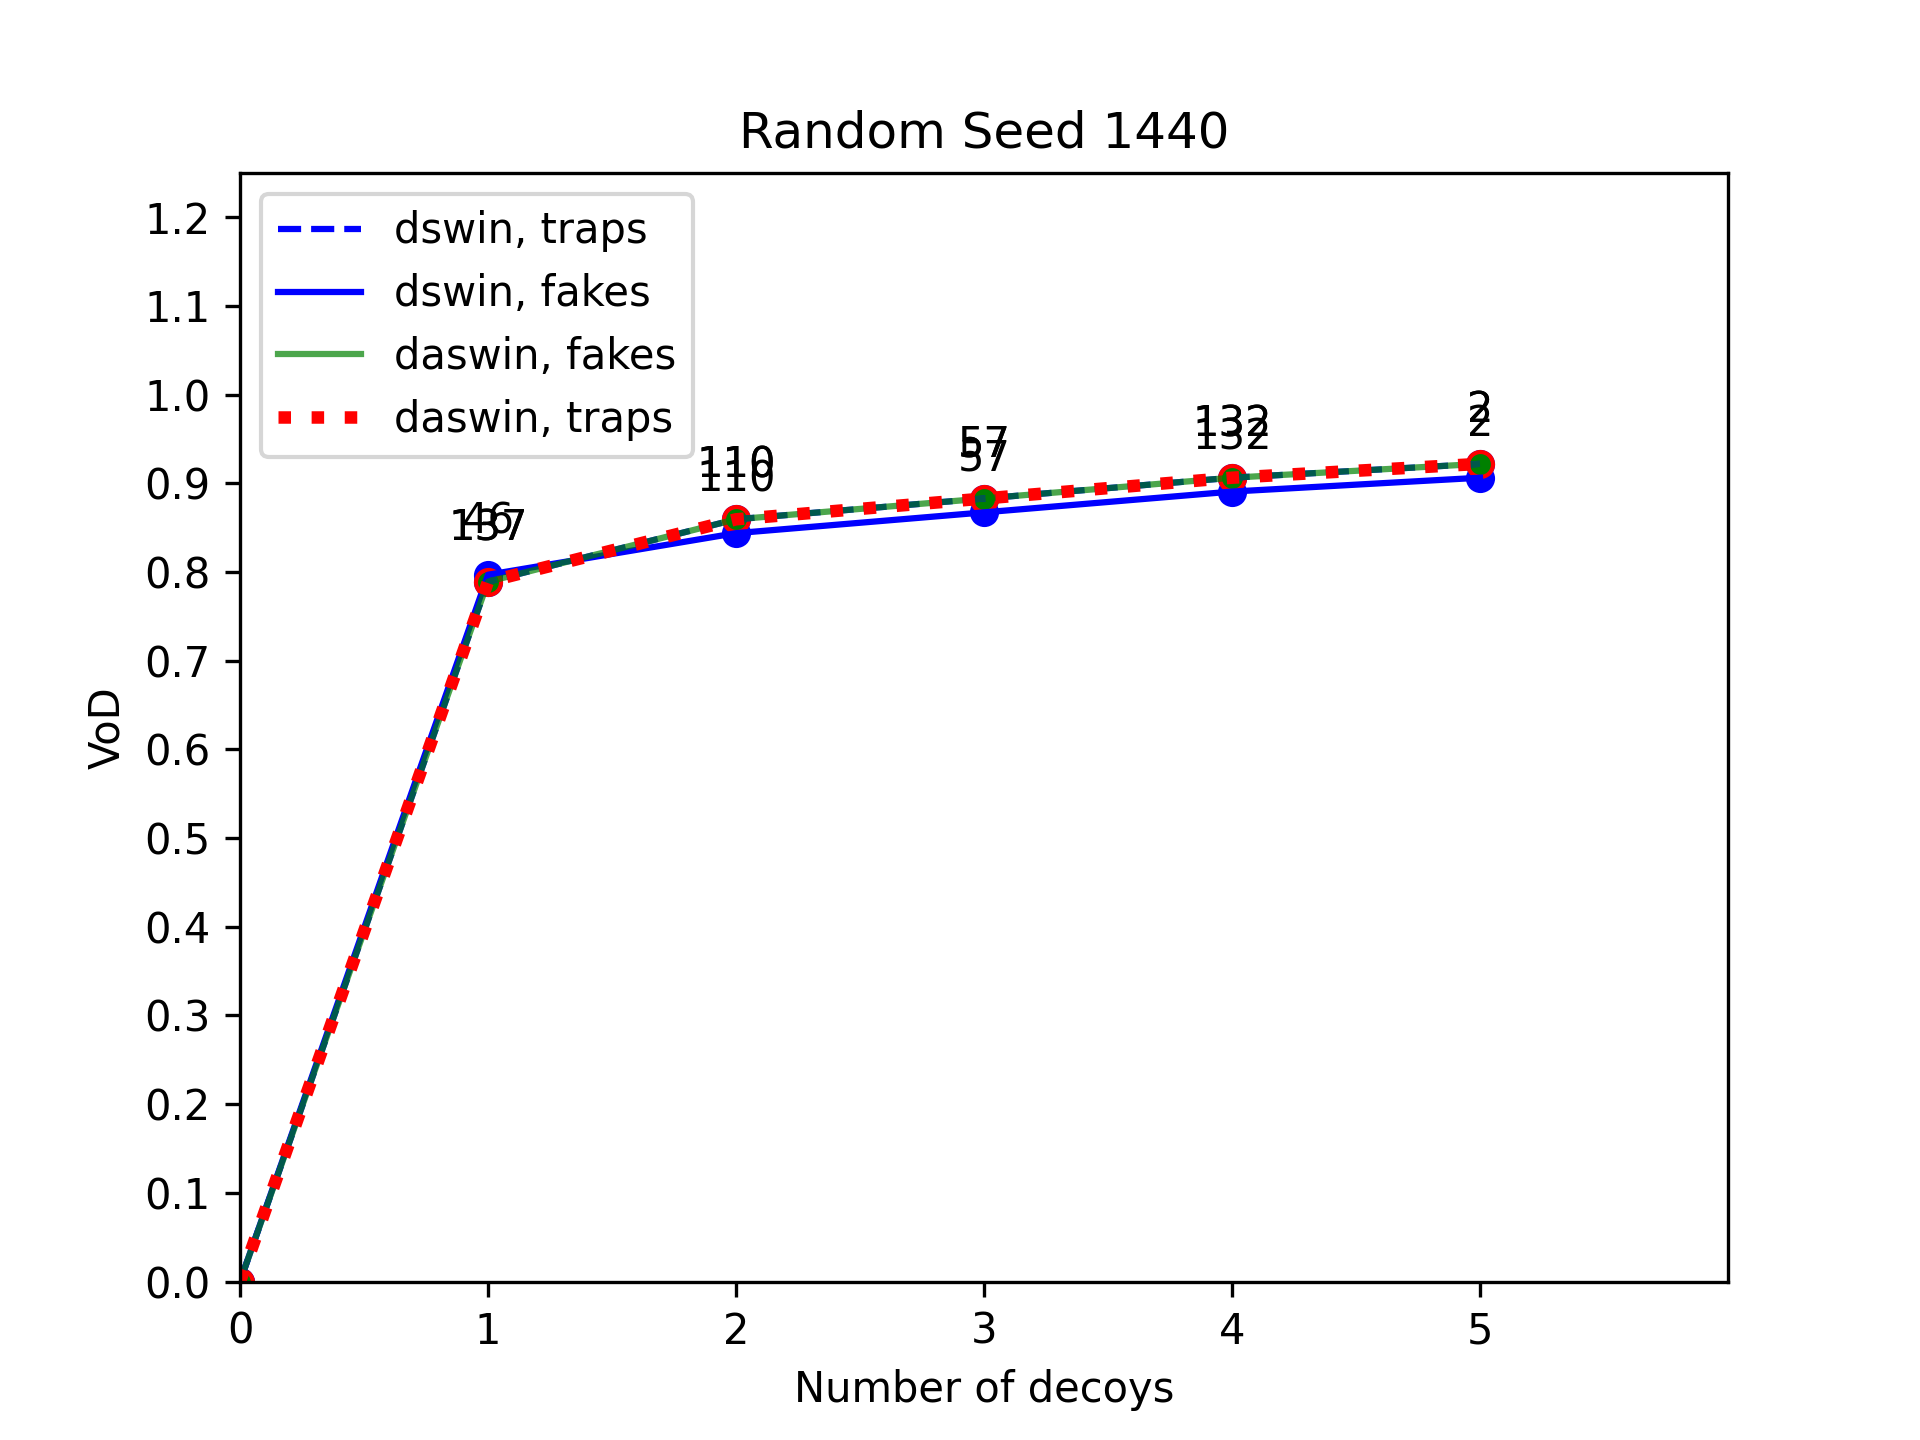 Random Seed 1440
1.2
1.1
1.0
0.9
0.8
0.7
0.6
0.5
0.4
0.3
0.2
0.1
0.0
VoD
dswin, traps
dswin, fakes
daswin, fakes
daswin, traps
46
110
110
57
57
132
132
2
2
0 1 2 3 4 5
Number of decoys